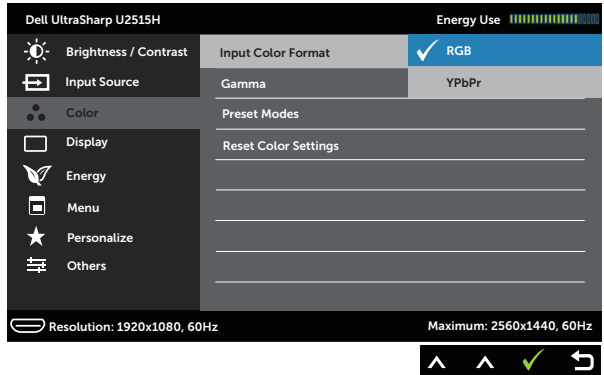 Dell UltraSharp U2515H Energy Use
Brightness / Contrast Input Color Format RGB
Input Source Gamma YPbPr
Color Preset Modes
Display Reset Color Settings
Energy
Menu
Personalize
Others
Resolution: 1920x1080, 60Hz Maximum: 2560x1440, 60Hz